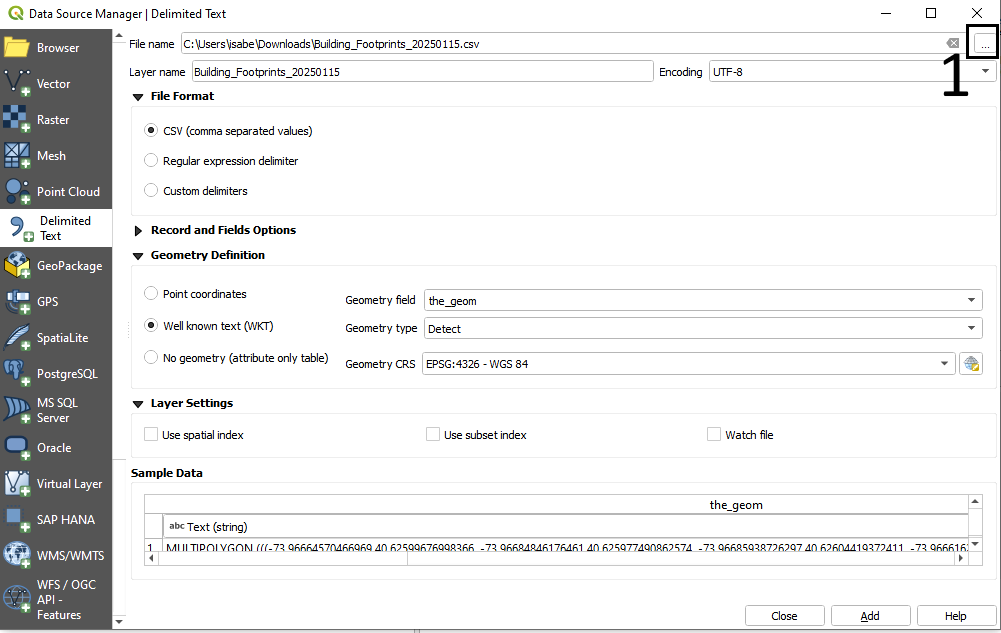 Data Source Manager | Delimited Text
Browser
Vector
Raster
Mesh
Point Cloud
Delimited
Text
GeoPackage
GPS
SpatiaLite
PostgreSQL
MS SQL
Server
Oracle
Virtual Layer
SAP HANA
WMS/WMTS
WFS / OGC
API -
Features
File name C:\Users\isabe\Downloads\Building_Footprints_20250115.csv ...
1
Layer name Building_Footprints_20250115 Encoding UTF-8
File Format
CSV (comma separated values)
Regular expression delimiter
Custom delimiters
Record and Fields Options
Geometry Definition
Point coordinates
Well known text (WKT)
No geometry (attribute only table)
Geometry field the_geom
Geometry type Detect
Geometry CRS EPSG:4326 - WGS 84
Layer Settings
Use spatial index Use subset index Watch file
Sample Data
the_geom
abc Text (string)
1 MULTIPOLYGON (((-73.96664570466969 40.62599676998366, -73.96684846176461 40.625977490862574, -73.96685938726297 40.62604419372411, -73.966616
Close Add Help